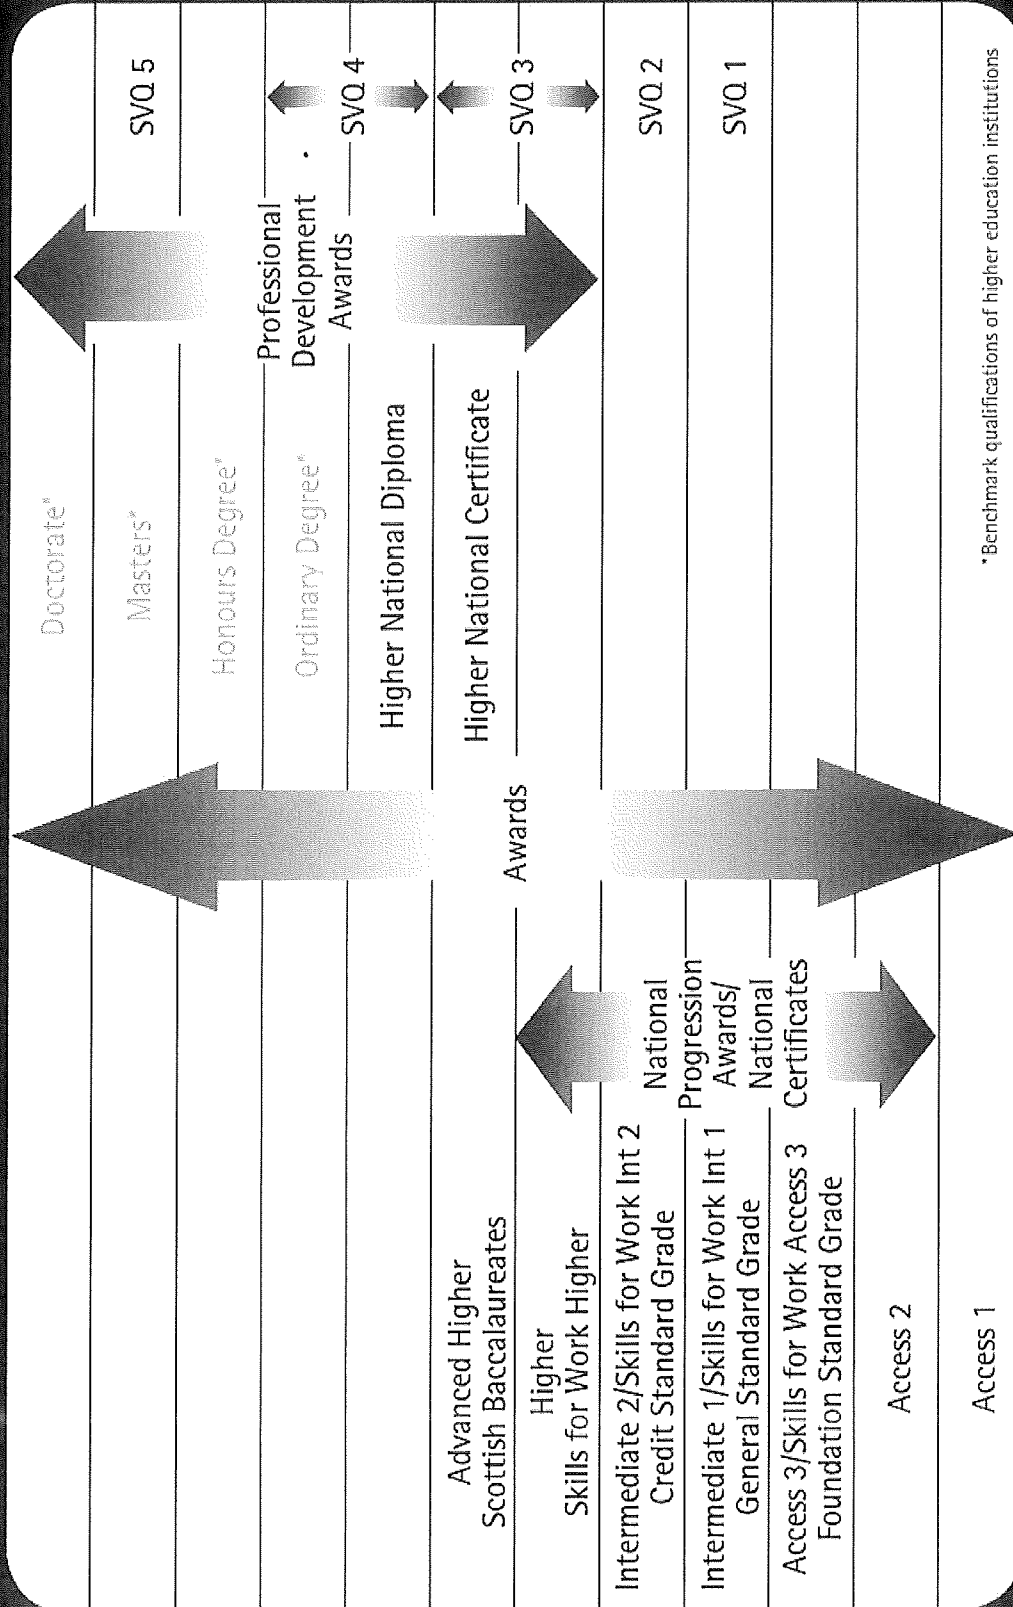 Advanced Higher
Scottish Baccalaureates
Higher
Skills for Work Higher
Intermediate 2/Skills for Work Int 2
Credit Standard Grade
Intermediate 1/Skills for Work Int 1
General Standard Grade
Access 3/Skills for Work Access 3
Foundation Standard Grade
Access 2
Access 1
National
Progression
Awards/
National
Certificates
Awards
Doctorate*
Masters*
Honours Degree*
Ordinary Degree*
Higher National Diploma
Higher National Certificate
Professional
Development
Awards
SVQ 5
SVQ 4
SVQ 3
SVQ 2
SVQ 1
*Benchmark qualifications of higher education institutions